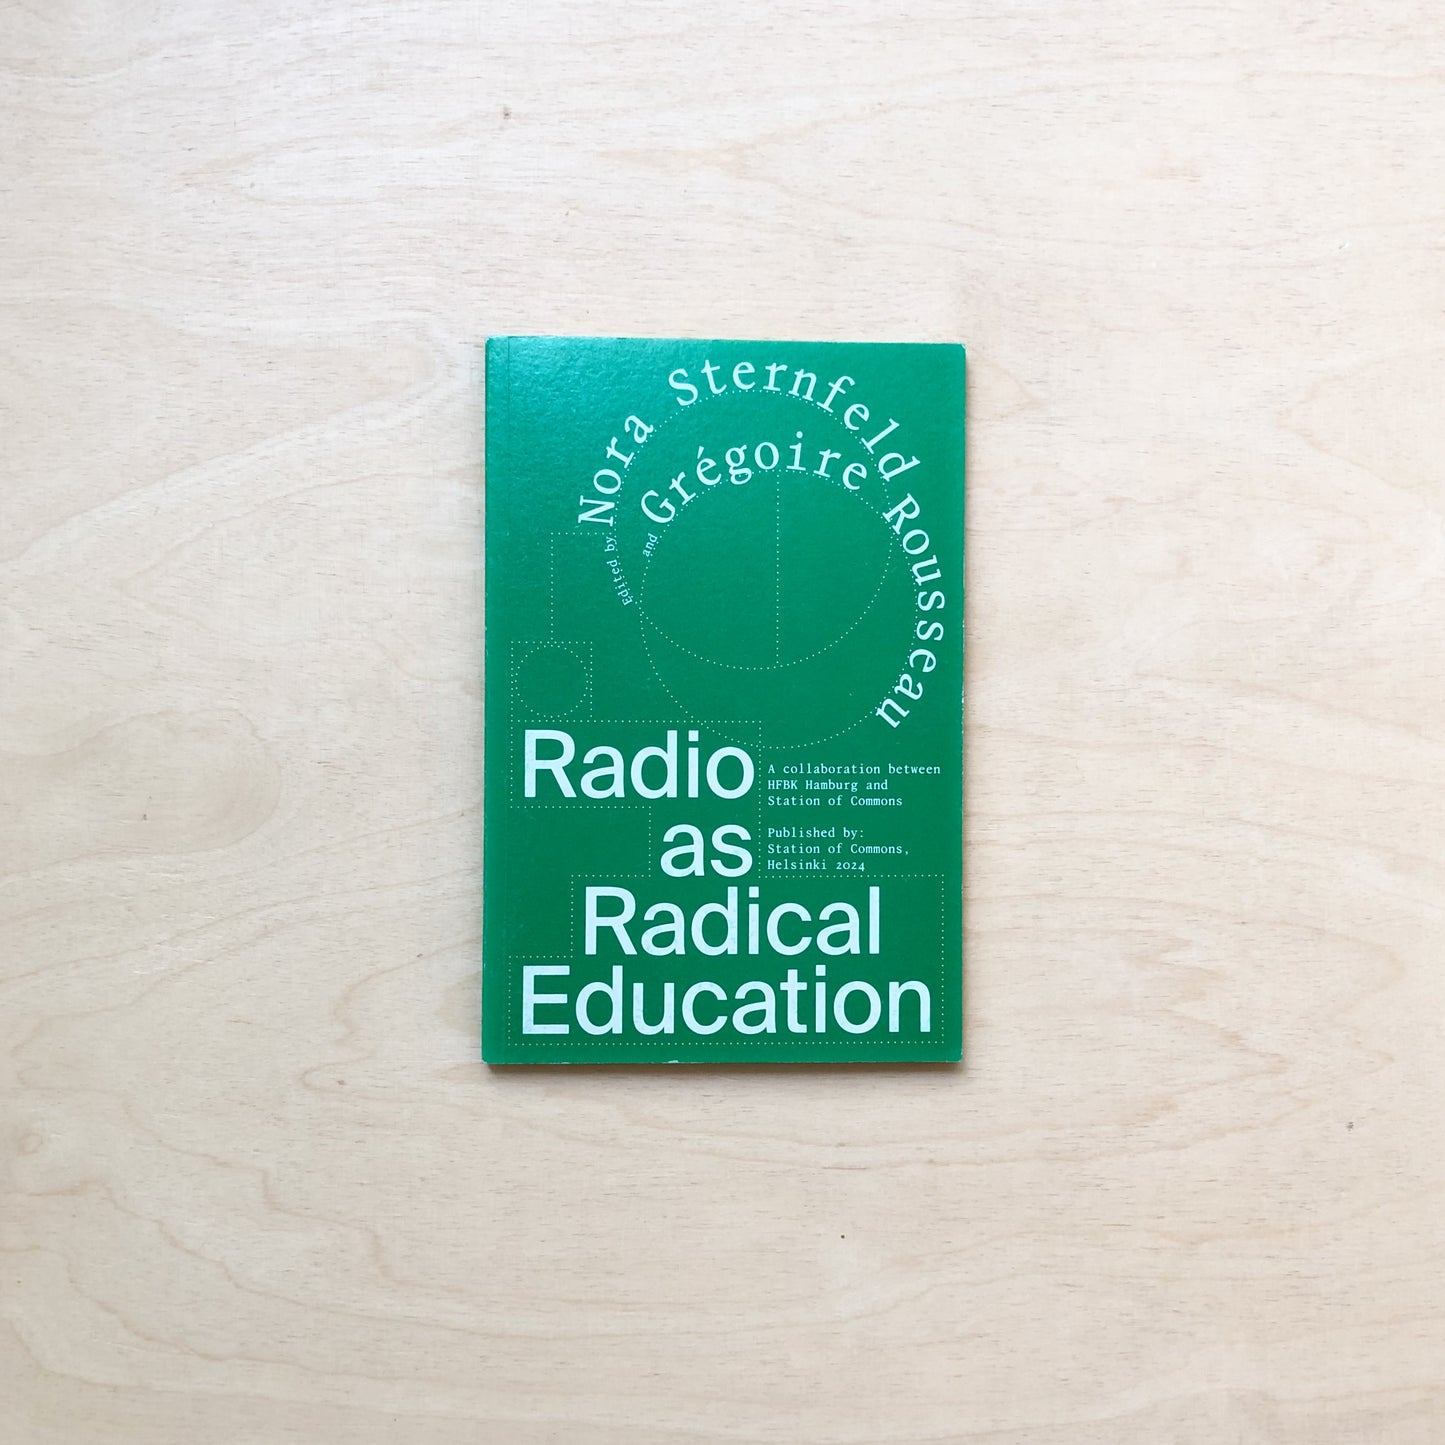 Edited by Nora Sternfeld
and Grégoire Rousseau
Radio
as
Radical
Education
A collaboration between
HFBK Hamburg and
Station of Commons
Published by:
Station of Commons,
Helsinki 2024